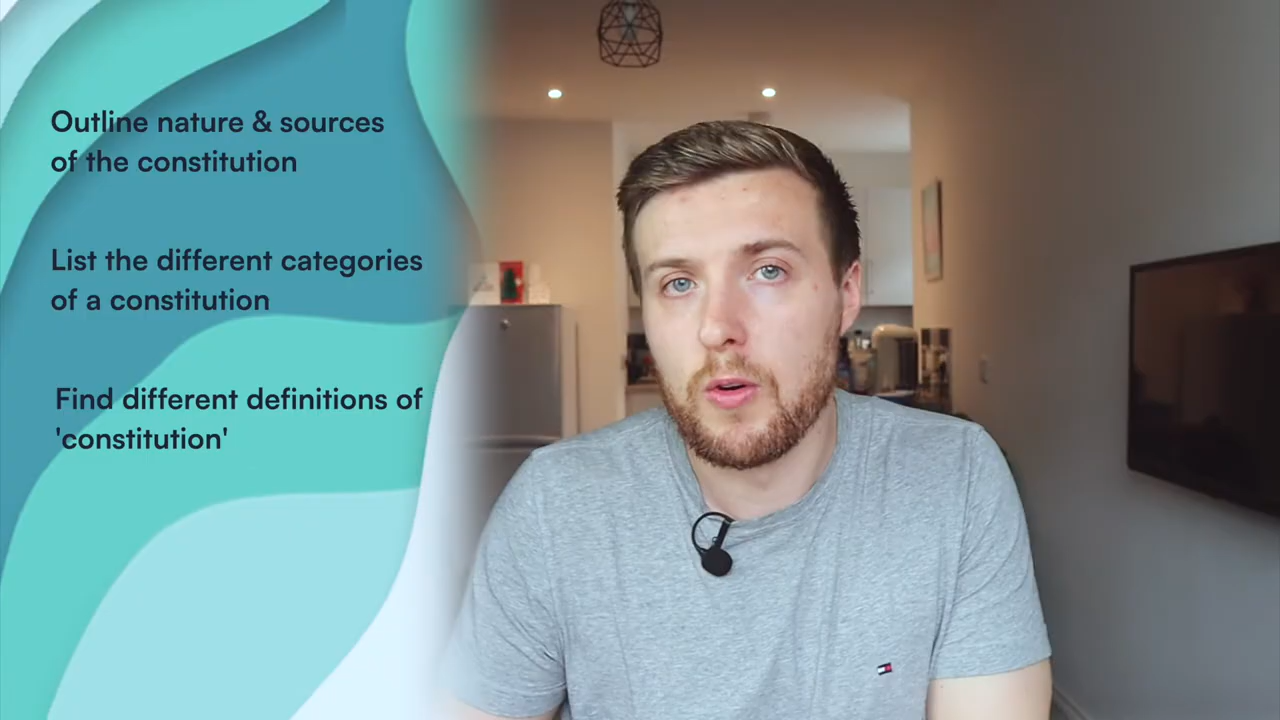 Outline nature & sources
of the constitution
List the different categories
of a constitution
Find different definitions of
'constitution'